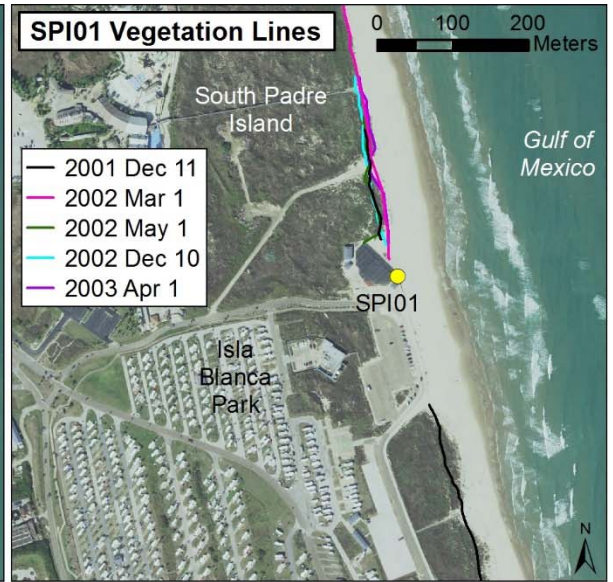 SPI01 Vegetation Lines
0 100 200
Meters
South Padre
Island
Gulf of
Mexico
2001 Dec 11
2002 Mar 1
2002 May 1
2002 Dec 10
2003 Apr 1
SPI01
Isla
Blanca
Park
N